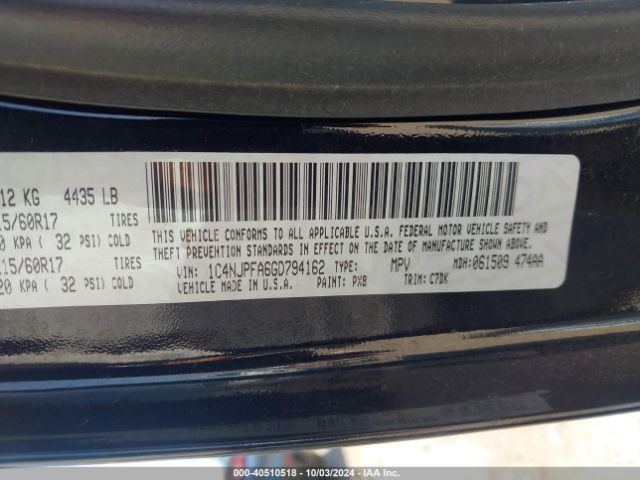 12 KG 4435 LB
5/60R17 TIRES
0 KPA ( 32 PSI) COLD
15/60R17 TIRES
20 KPA ( 32 PSI) COLD
THIS VEHICLE CONFORMS TO ALL APPLICABLE U.S.A. FEDERAL MOTOR VEHICLE SAFETY AND
THEFT PREVENTION STANDARDS IN EFFECT ON THE DATE OF MANUFACTURE SHOWN ABOVE.
VIN: 1C4NJPFA6GD794162 TYPE: MPV MDH: 061509 474AA
VEHICLE MADE IN U.S.A. PAINT: PXB TRIM: C7DK
#40510518 - 10/03/2024 - IAA Inc.